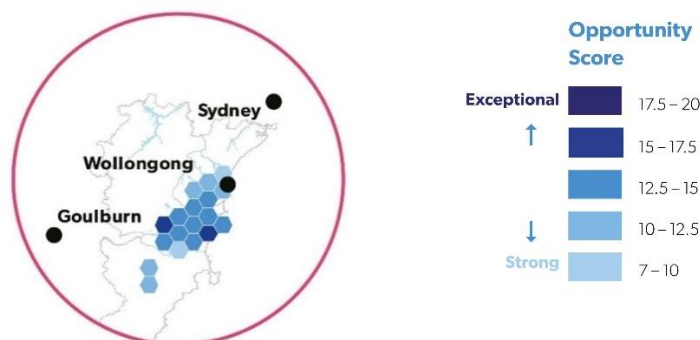 Sydney
Wollongong
Goulburn
Opportunity
Score
Exceptional
17.5 – 20
15 – 17.5
12.5 – 15
10 – 12.5
Strong
7 – 10